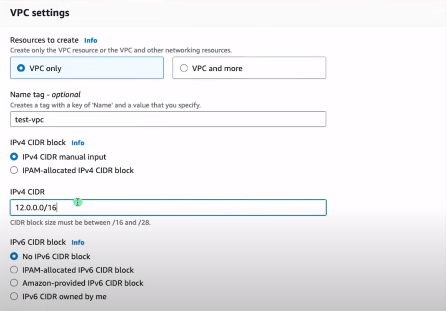 VPC settings
Resources to create Info
Create only the VPC resource or the VPC and other networking resources.
VPC only
VPC and more
Name tag - optional
Creates a tag with a key of 'Name' and a value that you specify.
test-vpc
IPv4 CIDR block Info
IPv4 CIDR manual input
IPAM-allocated IPv4 CIDR block
IPv4 CIDR
12.0.0.0/16
CIDR block size must be between /16 and /28.
IPv6 CIDR block Info
No IPv6 CIDR block
IPAM-allocated IPv6 CIDR block
Amazon-provided IPv6 CIDR block
IPv6 CIDR owned by me